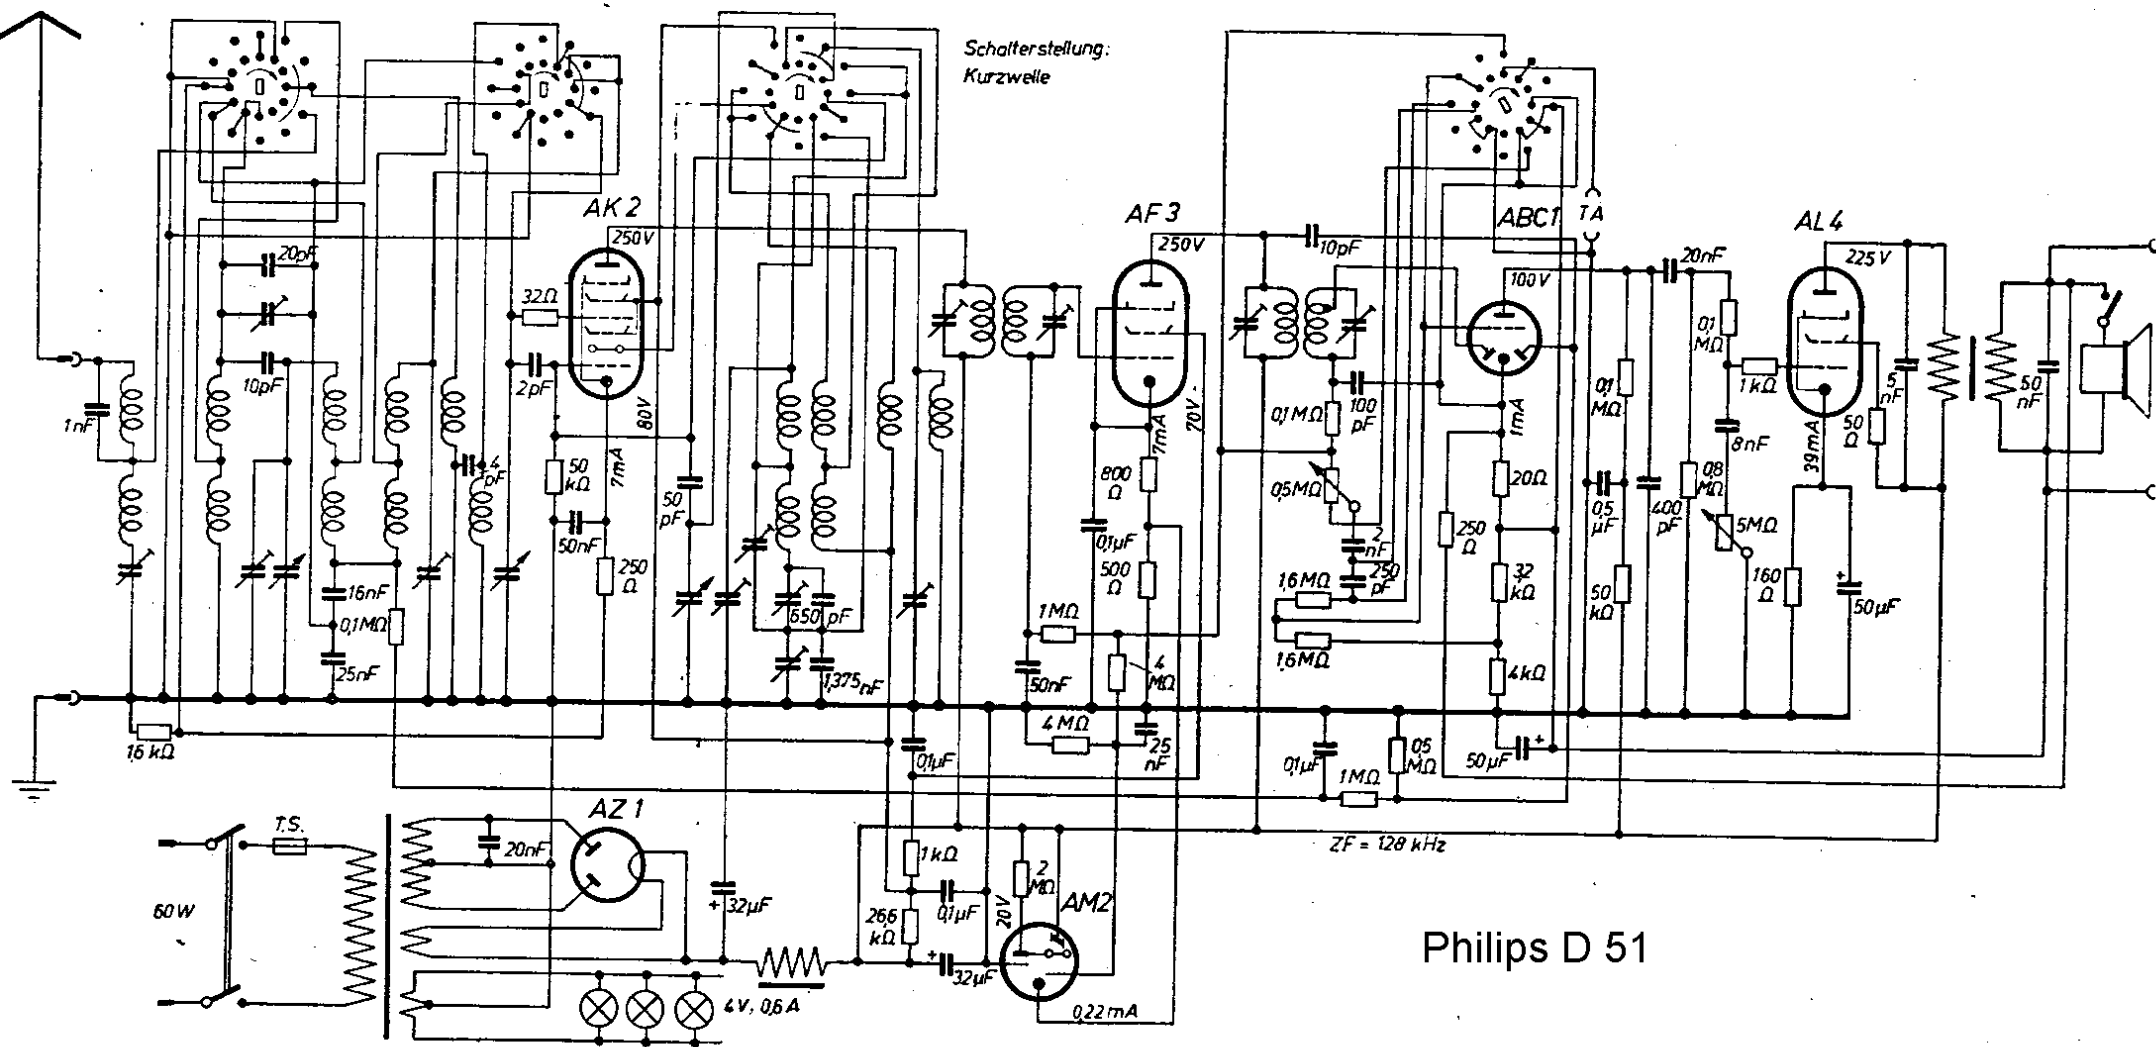 Schalterstellung:
Kurzwelle
AK 2
250V
20pF
32Ω
10pF
2pF
1nF
4
pF
50
kΩ
7mA
80V
50
pF
50nF
250
Ω
16nF
0,1MΩ
25nF
1,6 kΩ
650 pF
1,375nF
AF 3
250V
7mA
70V
800
Ω
0,1µF
500
Ω
1MΩ
50nF
4
MΩ
4 MΩ
25
nF
0,1µF
10pF
ABC1
TA
100V
0,1MΩ
100
pF
1mA
0,5MΩ
2
nF
250
pF
1,6 MΩ
1,6MΩ
20Ω
250
Ω
32
kΩ
4kΩ
0,1µF
1MΩ
0,5
MΩ
50µF
+
0,1
MΩ
0,5
µF
50
kΩ
400
pF
20nF
0,8
MΩ
0,1
MΩ
1kΩ
8nF
5MΩ
AL4
225V
39mA
50
Ω
5
nF
160
Ω
+
50µF
50
nF
ZF = 128 kHz
AZ 1
T.S.
60W
20nF
+ 32µF
4V, 0,6A
1kΩ
26,6
kΩ
0,1µF
+
32µF
2
MΩ
20V
AM2
0,22mA
Philips D 51